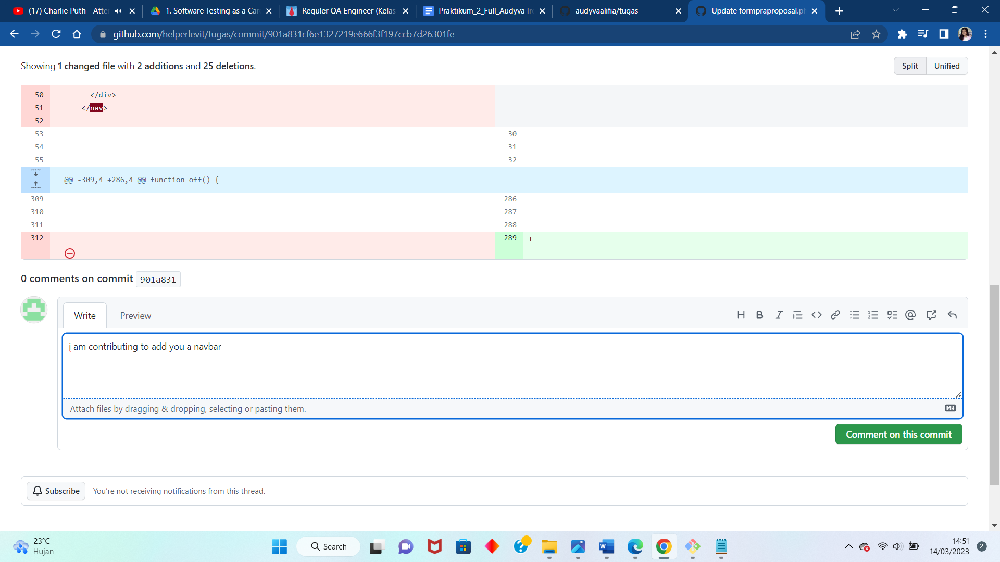 (17) Charlie Puth - Atter
1. Software Testing as a Car
Reguler QA Engineer (Kelas
Praktikum_2_Full_Audyva Ire
audyvaalifia/tugas
Update formpraproposal.ph
github.com/helperlevit/tugas/commit/901a831cf6e1327219e666f3f197ccb7d26301fe
Showing 1 changed file with 2 additions and 25 deletions.
Split
Unified
50 - </div>
51 - </nav>
52 -
53 30
54 31
55 32
@@ -309,4 +286,4 @@ function off() {
309 286
310 287
311 288
312 - 289 +
0 comments on commit 901a831
Write
Preview
i am contributing to add you a navbar
Attach files by dragging & dropping, selecting or pasting them.
Comment on this commit
Subscribe
You're not receiving notifications from this thread.
23°C
Hujan
Search
14:51
14/03/2023
2